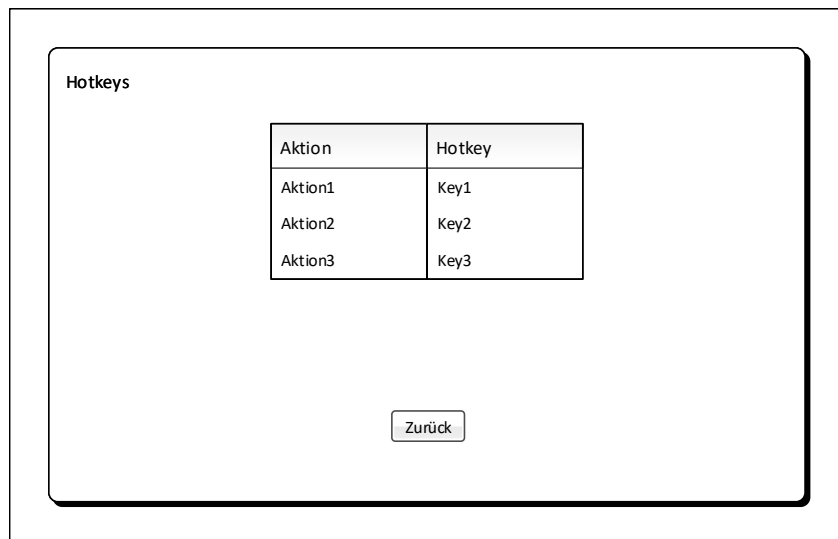 Hotkeys
Aktion Hotkey
Aktion1 Key1
Aktion2 Key2
Aktion3 Key3
Zurück